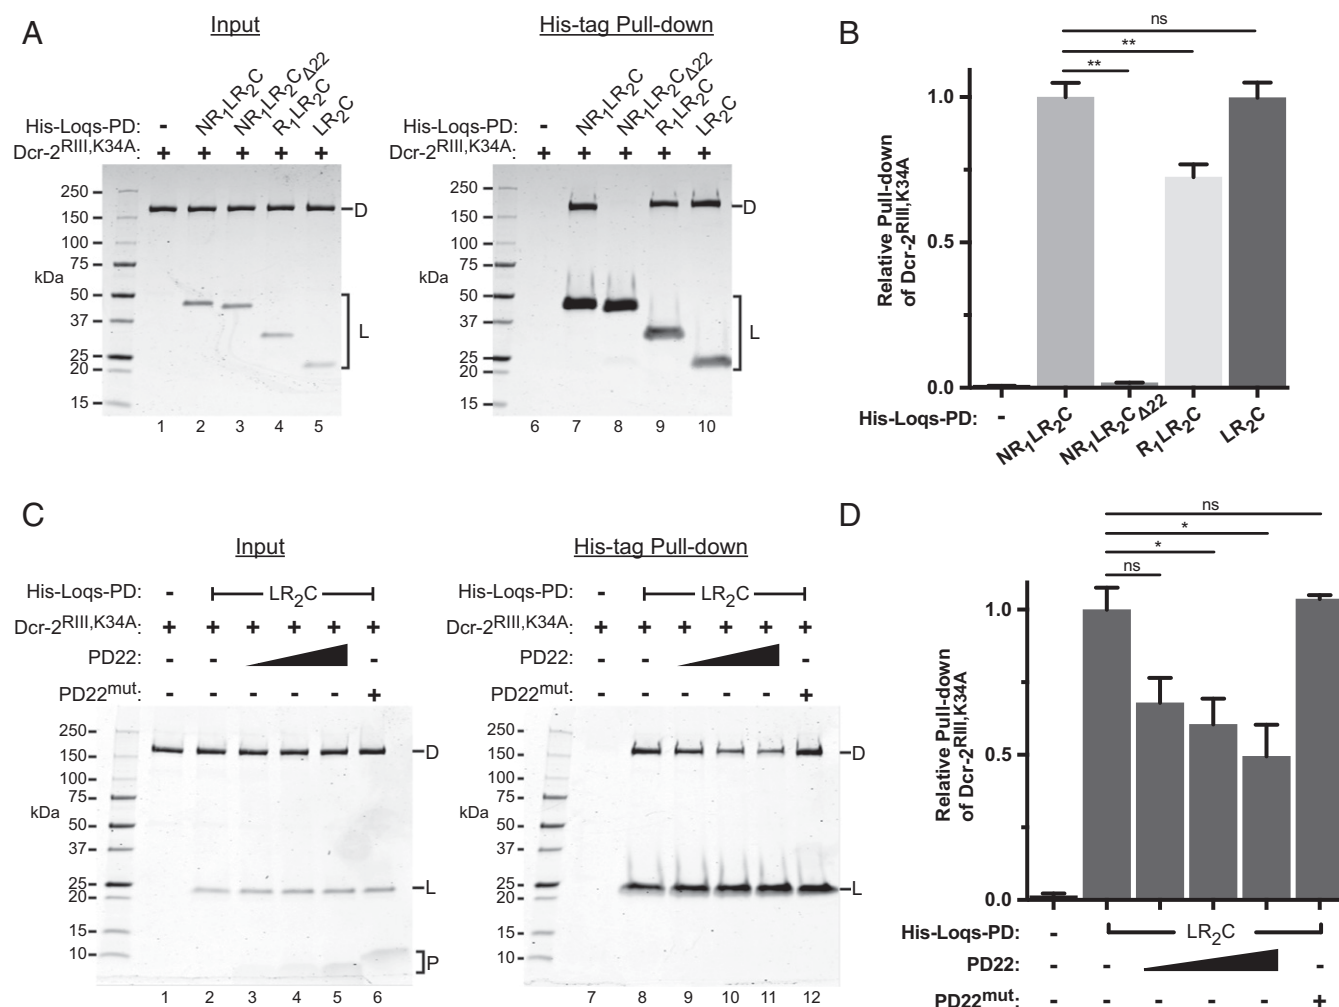 A
Input
His-tag Pull-down
His-Loqs-PD: - NR1LR2C NR1LR2CΔ22 R1LR2C LR2C
His-Loqs-PD: - NR1LR2C NR1LR2CΔ22 R1LR2C LR2C
Dcr-2RIII,K34A: + + + + +
Dcr-2RIII,K34A: + + + + +
250
150
100
75
kDa
50
37
25
20
15
D
L
1 2 3 4 5
250
150
100
75
kDa
50
37
25
20
15
D
L
6 7 8 9 10
B
ns
**
**
Relative Pull-down
of Dcr-2RIII,K34A
1.0
0.5
0.0
His-Loqs-PD: - NR1LR2C NR1LR2CΔ22 R1LR2C LR2C
C
Input
His-tag Pull-down
His-Loqs-PD: - LR2C
Dcr-2RIII,K34A: + + + + + +
PD22: - - -
PD22mut: - - - - - +
His-Loqs-PD: - LR2C
Dcr-2RIII,K34A: + + + + + +
PD22: - - -
PD22mut: - - - - - +
250
150
100
75
kDa
50
37
25
20
15
10
D
L
P
1 2 3 4 5 6
250
150
100
75
kDa
50
37
25
20
15
10
D
L
7 8 9 10 11 12
D
ns
*
*
ns
Relative Pull-down
of Dcr-2RIII,K34A
1.0
0.5
0.0
His-Loqs-PD: - LR2C
PD22: - - -
PD22mut: - - - - - +